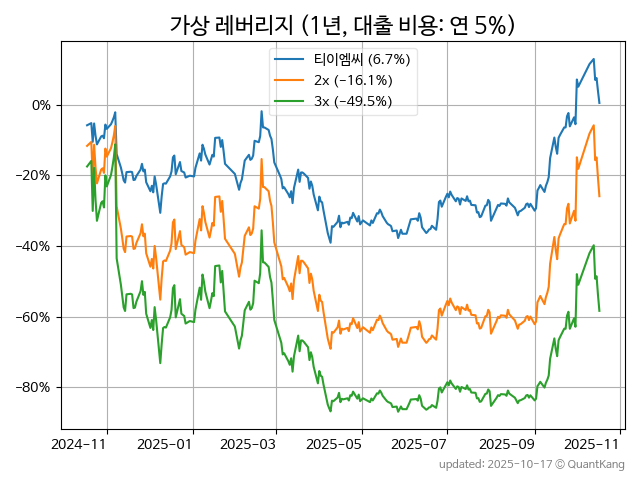 가상 레버리지 (1년, 대출 비용: 연 5%)
티이엠씨 (6.7%)
2x (−16.1%)
3x (−49.5%)
0%
−20%
−40%
−60%
−80%
2024-11 2025-01 2025-03 2025-05 2025-07 2025-09 2025-11
updated: 2025-10-17 © QuantKang